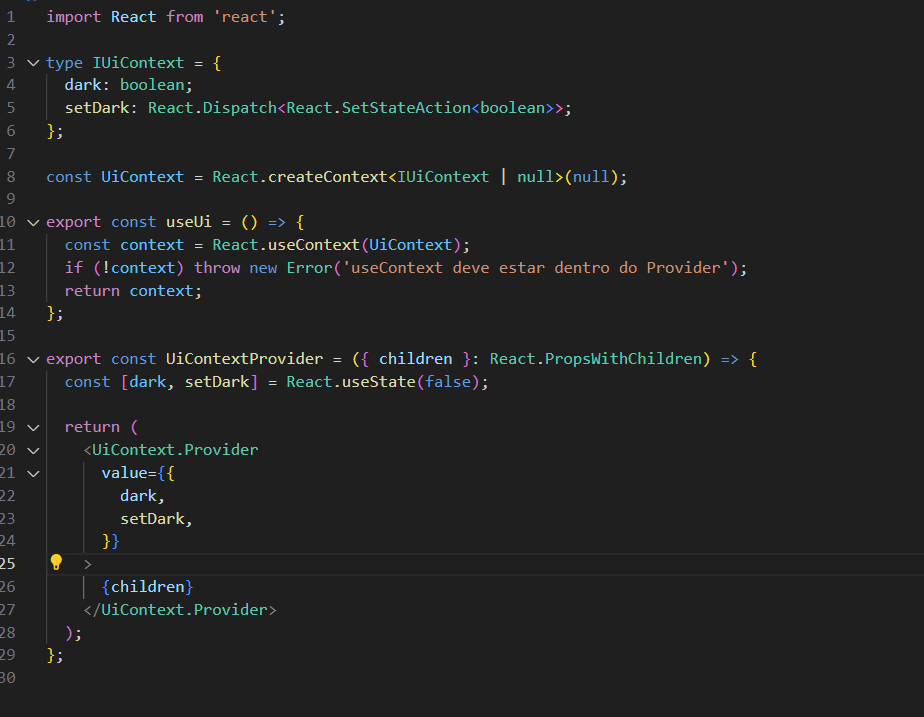 1 import React from 'react';
2
3 type IUiContext = {
4 dark: boolean;
5 setDark: React.Dispatch<React.SetStateAction<boolean>>;
6 };
7
8 const UiContext = React.createContext<IUiContext | null>(null);
9
10 export const useUi = () => {
11 const context = React.useContext(UiContext);
12 if (!context) throw new Error('useContext deve estar dentro do Provider');
13 return context;
14 };
15
16 export const UiContextProvider = ({ children }: React.PropsWithChildren) => {
17 const [dark, setDark] = React.useState(false);
18
19 return (
20 <UiContext.Provider
21 value={{
22 dark,
23 setDark,
24 }}
25 >
26 {children}
27 </UiContext.Provider>
28 );
29 };
30